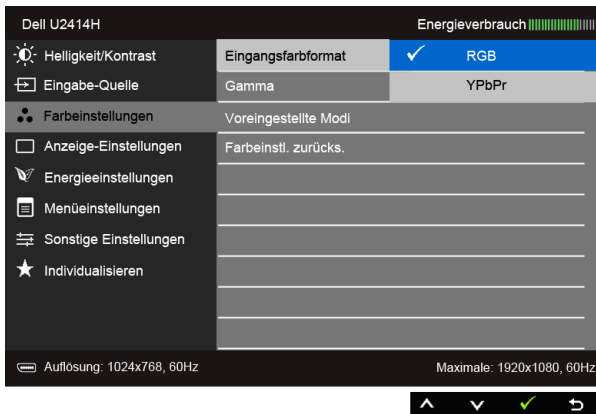 Dell U2414H Energieverbrauch
Helligkeit/Kontrast Eingangsfarbformat RGB
Eingabe-Quelle Gamma YPbPr
Farbeinstellungen Voreingestellte Modi
Anzeige-Einstellungen Farbeinstl. zurücks.
Energieeinstellungen
Menüeinstellungen
Sonstige Einstellungen
Individualisieren
Auflösung: 1024x768, 60Hz Maximale: 1920x1080, 60Hz